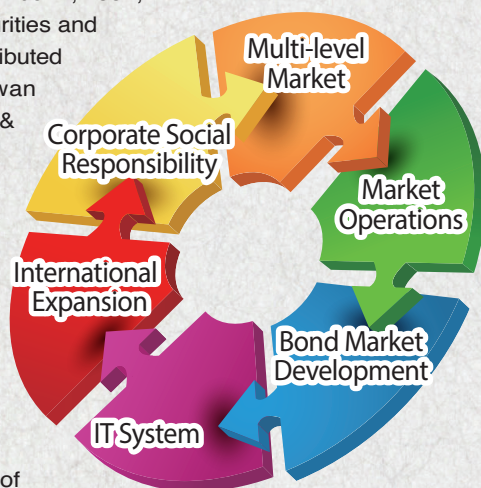 urities and
ributed
wan
&
of
Multi-level
Market
Market
Operations
Bond Market
Development
IT System
International
Expansion
Corporate Social
Responsibility